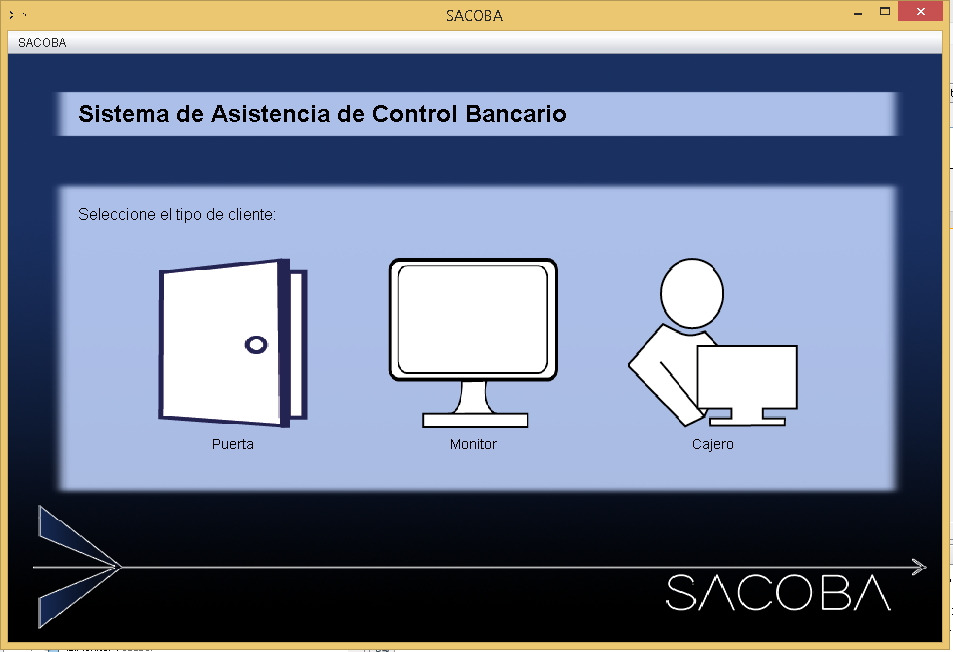 SACOBA
SACOBA
Sistema de Asistencia de Control Bancario
Seleccione el tipo de cliente:
Puerta
Monitor
Cajero
SACOBA